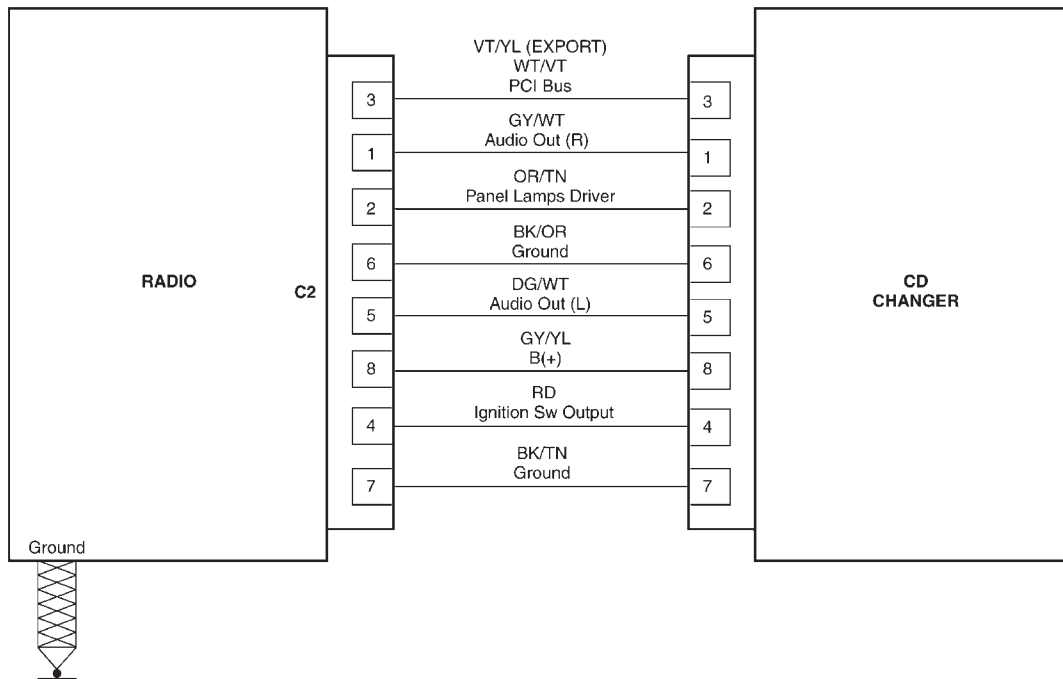 VT/YL (EXPORT)
WT/VT
PCI Bus
3
3
GY/WT
Audio Out (R)
1
1
OR/TN
Panel Lamps Driver
2
2
BK/OR
Ground
6
6
RADIO
C2
CD
CHANGER
DG/WT
Audio Out (L)
5
5
GY/YL
B(+)
8
8
RD
Ignition Sw Output
4
4
BK/TN
Ground
7
7
Ground